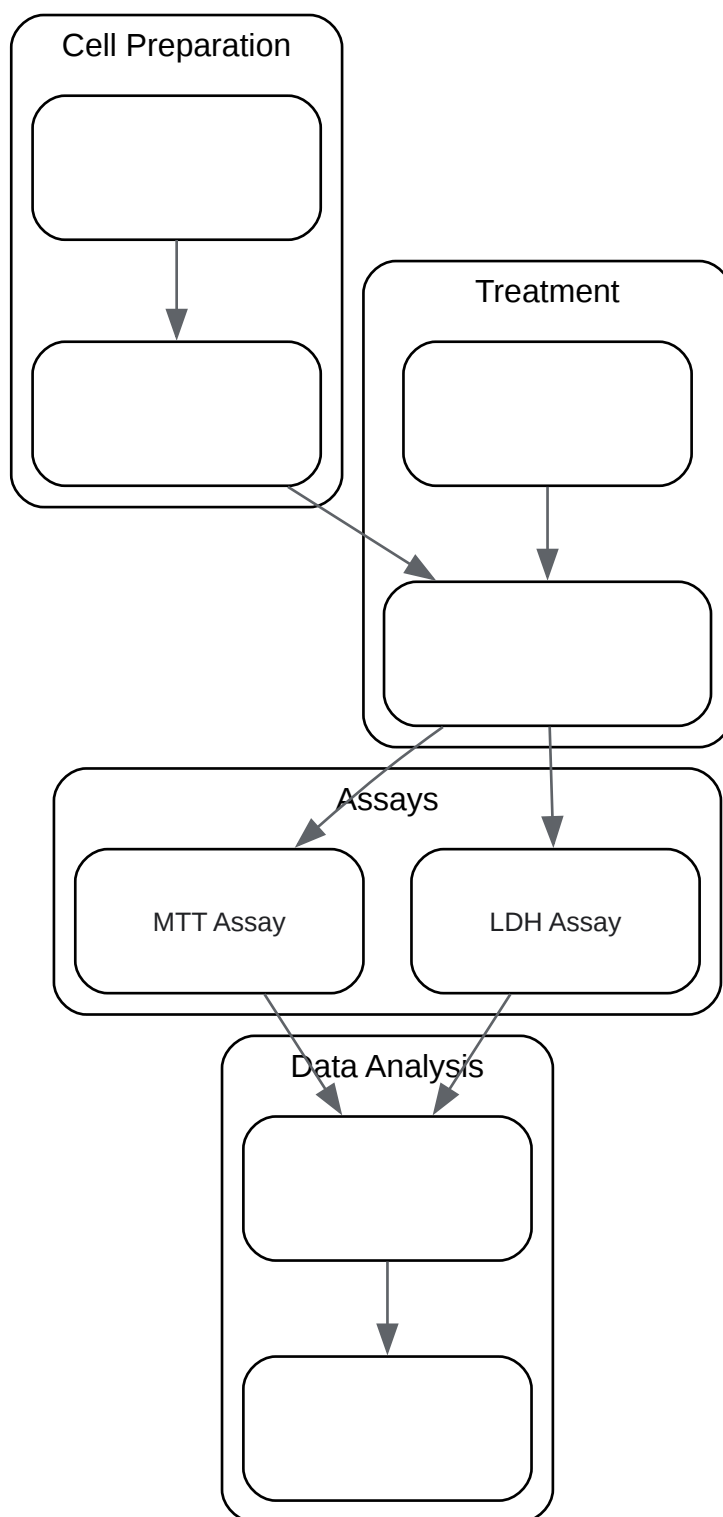 Cell Preparation
Treatment
Assays
MTT Assay
LDH Assay
Data Analysis